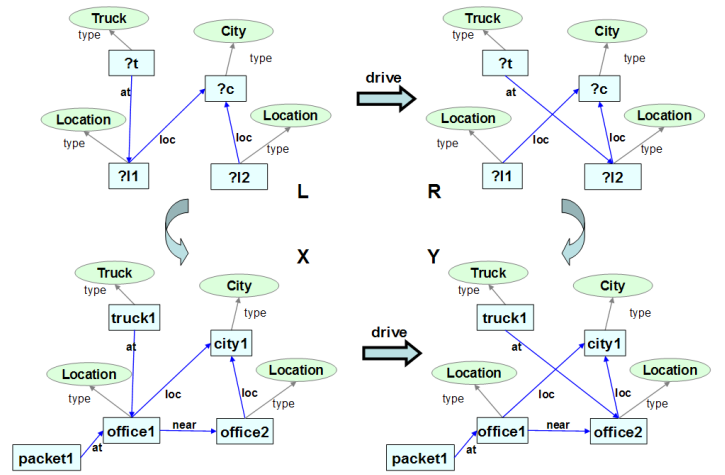 Truck
City
type
?t
type
?c
at
Location
Location
loc
loc
type
type
?l1
?l2
L
drive
Truck
City
type
?t
type
?c
at
Location
Location
loc
loc
type
type
?l1
?l2
R
X
Truck
City
type
truck1
type
city1
at
Location
Location
loc
loc
type
type
office1
near
office2
at
packet1
drive
Y
Truck
City
type
truck1
type
city1
at
Location
Location
loc
loc
type
type
office1
near
office2
at
packet1